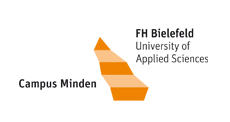 FH Bielefeld
University of
Applied Sciences
Campus Minden